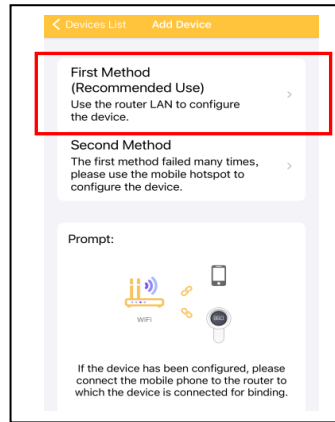 Devices List Add Device
First Method
(Recommended Use)
Use the router LAN to configure
the device.
Second Method
The first method failed many times,
please use the mobile hotspot to
configure the device.
Prompt:
WiFi
If the device has been configured, please
connect the mobile phone to the router to
which the device is connected for binding.